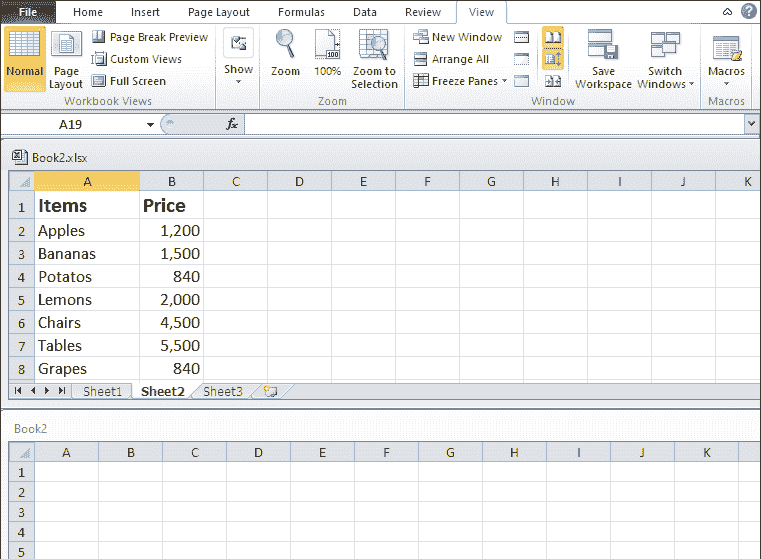 File Home Insert Page Layout Formulas Data Review View
Page Break Preview New Window
Custom Views Arrange All
Normal Page Layout Full Screen Show Zoom 100% Zoom to Selection Freeze Panes Save Workspace Switch Windows Macros
Workbook Views Zoom Window Macros
A19 fx
Book2.xlsx
A B C D E F G H I J K
1 Items Price
2 Apples 1,200
3 Bananas 1,500
4 Potatos 840
5 Lemons 2,000
6 Chairs 4,500
7 Tables 5,500
8 Grapes 840
Sheet1 Sheet2 Sheet3
Book2
A B C D E F G H I J K
1
2
3
4
5